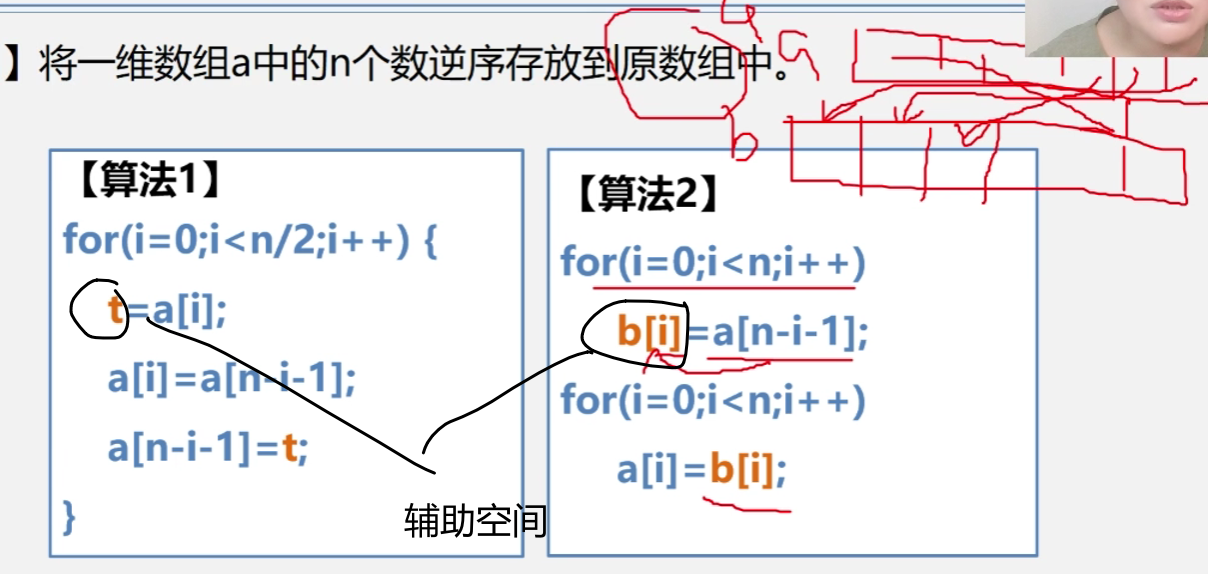 】将一维数组a中的n个数逆序存放到原数组中。
a
a
b
【算法1】
for(i=0;i<n/2;i++) {
t=a[i];
a[i]=a[n-i-1];
a[n-i-1]=t;
}
【算法2】
for(i=0;i<n;i++)
b[i]=a[n-i-1];
for(i=0;i<n;i++)
a[i]=b[i];
辅助空间